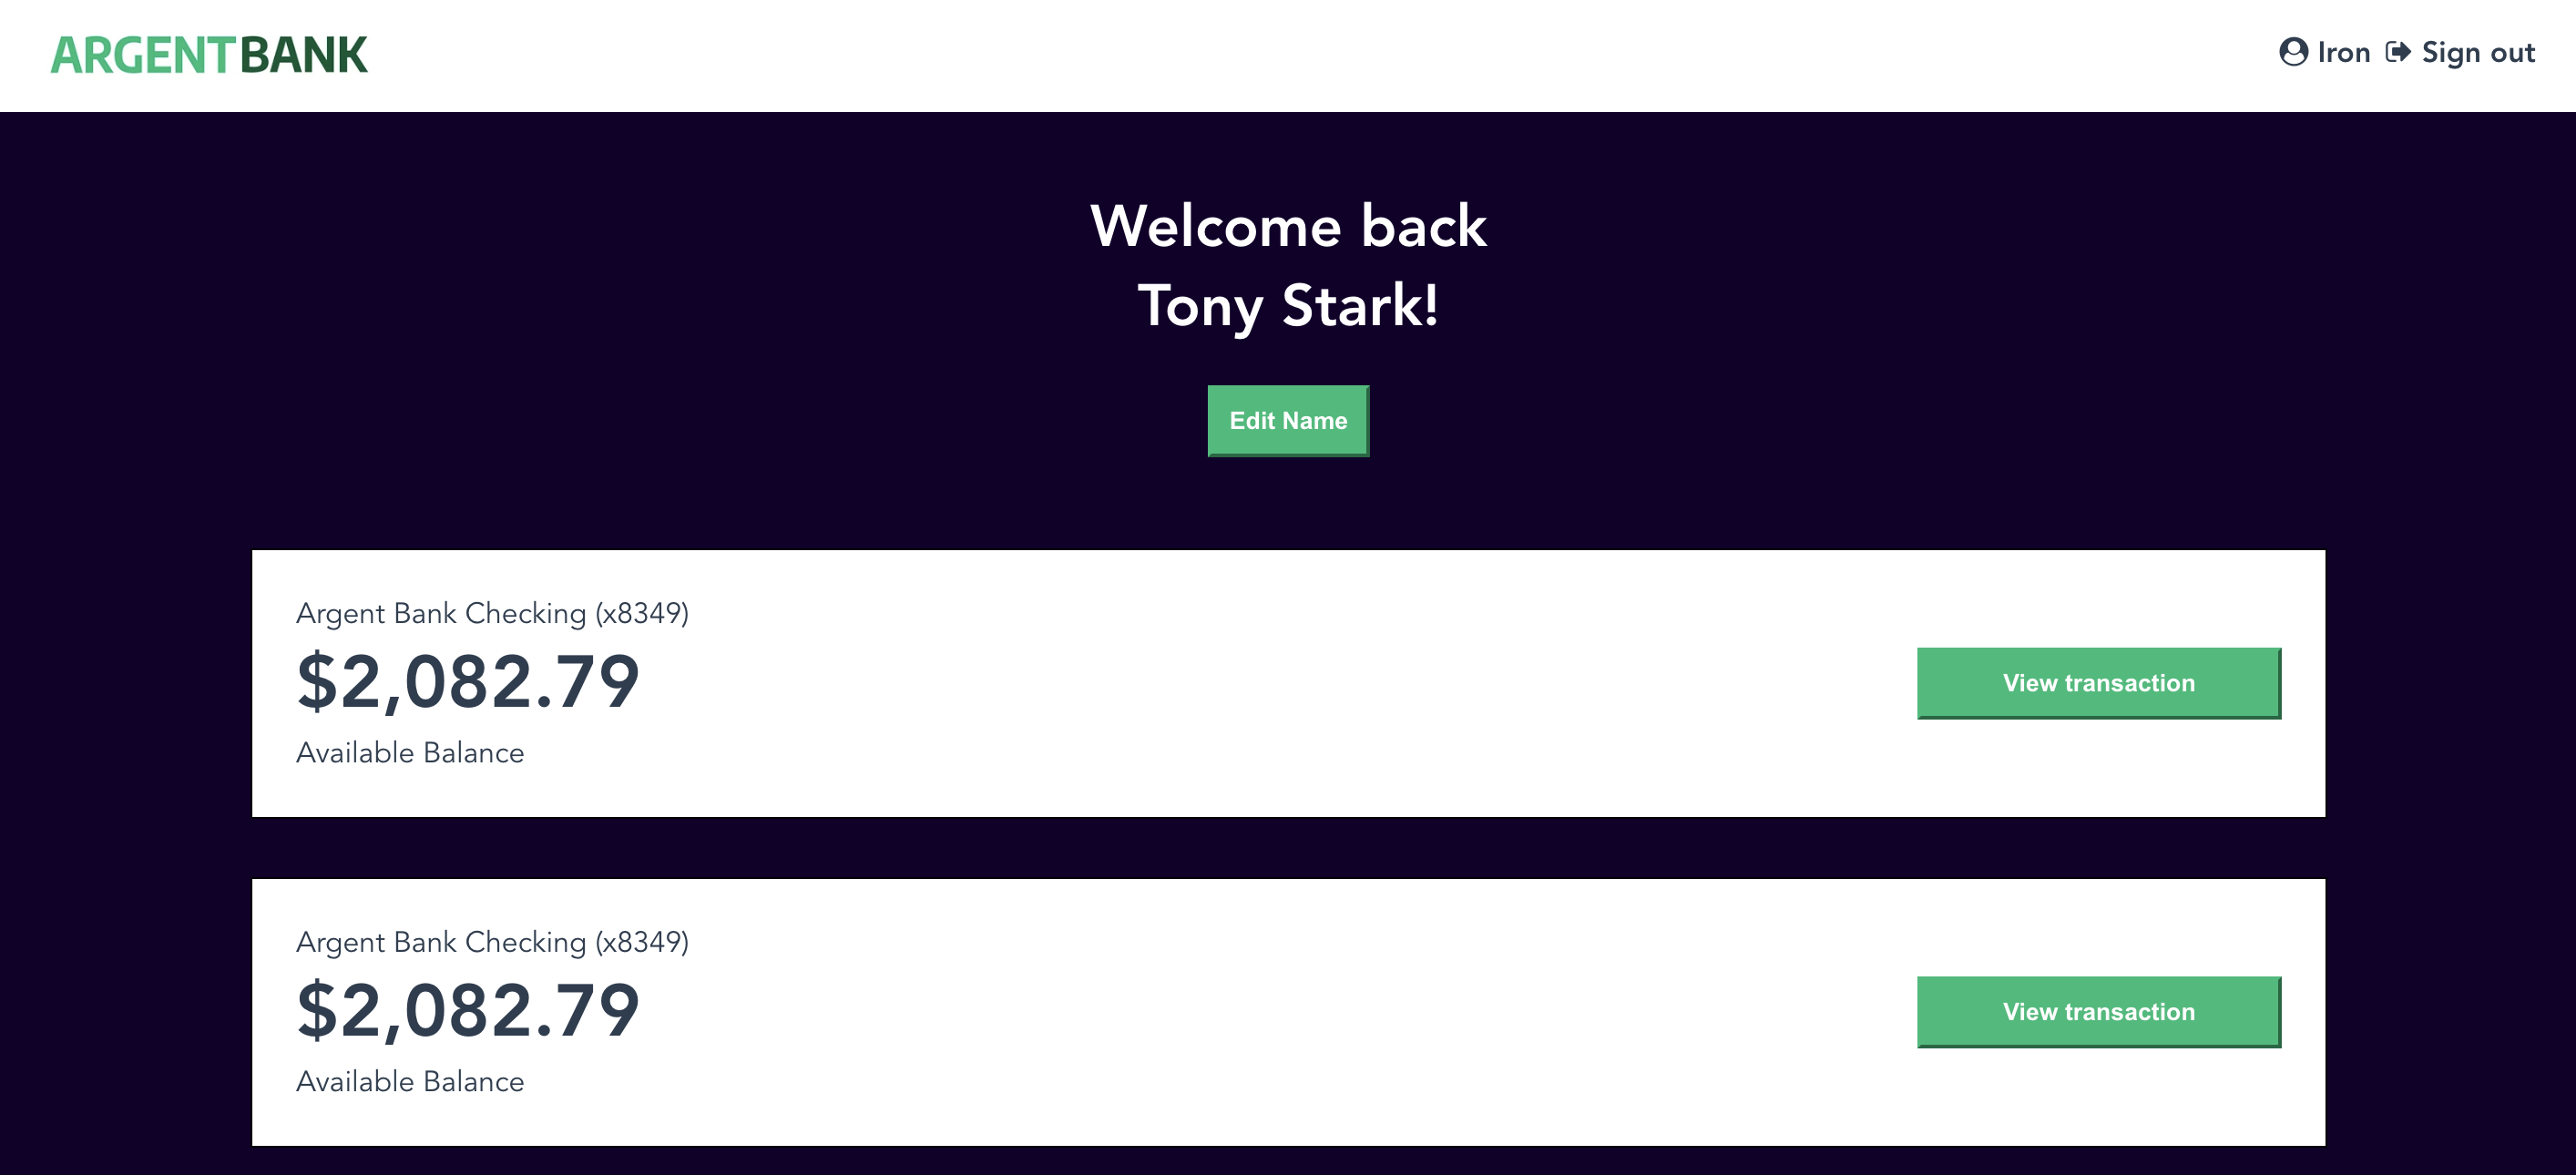 ARGENTBANK
Iron Sign out
Welcome back
Tony Stark!
Edit Name
Argent Bank Checking (x8349)
$2,082.79
Available Balance
View transaction
Argent Bank Checking (x8349)
$2,082.79
Available Balance
View transaction